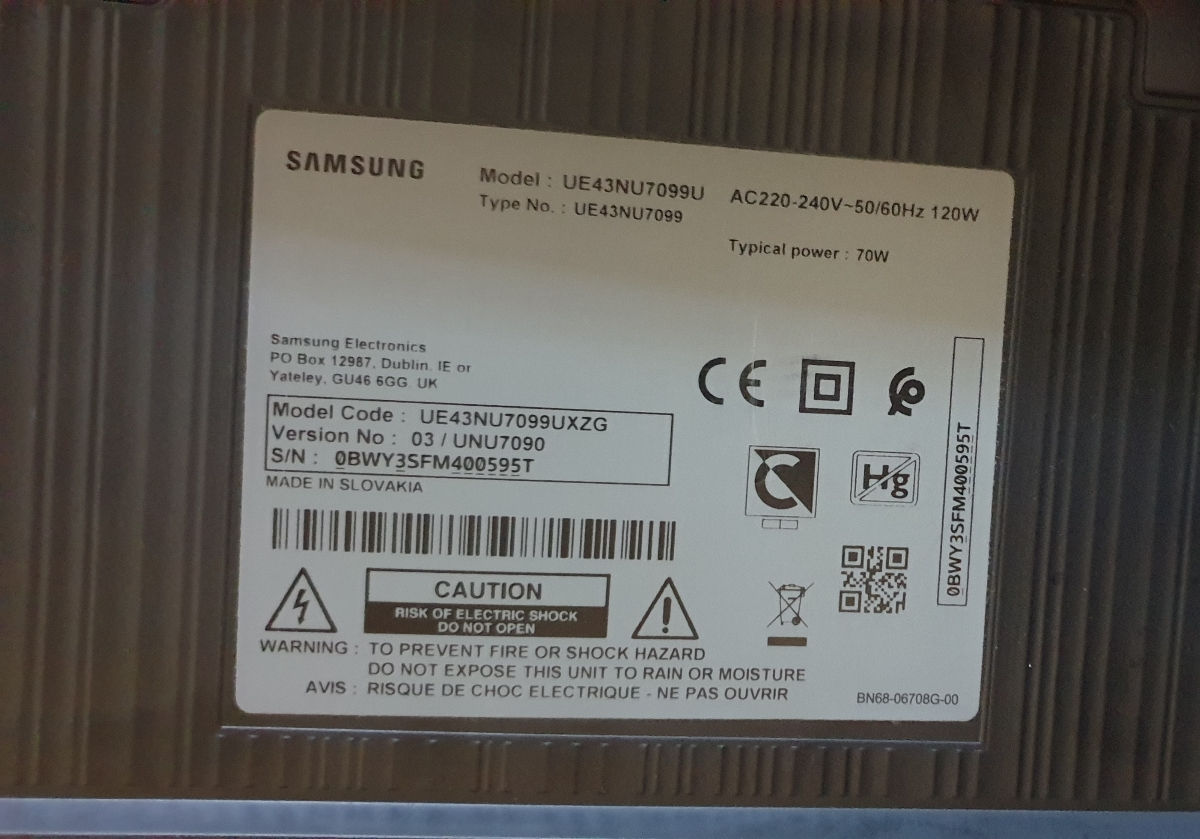 SAMSUNG
Model : UE43NU7099U
Type No. : UE43NU7099
AC220-240V~50/60Hz 120W
Typical power : 70W
Samsung Electronics
PO Box 12987, Dublin. IE or
Yateley, GU46 6GG. UK
Model Code : UE43NU7099UXZG
Version No : 03 / UNU7090
S/N : 0BWY3SFM400595T
MADE IN SLOVAKIA
CE
Hg
0BWY3SFM400595T
CAUTION
RISK OF ELECTRIC SHOCK
DO NOT OPEN
WARNING : TO PREVENT FIRE OR SHOCK HAZARD
DO NOT EXPOSE THIS UNIT TO RAIN OR MOISTURE
AVIS : RISQUE DE CHOC ELECTRIQUE - NE PAS OUVRIR
BN68-06708G-00